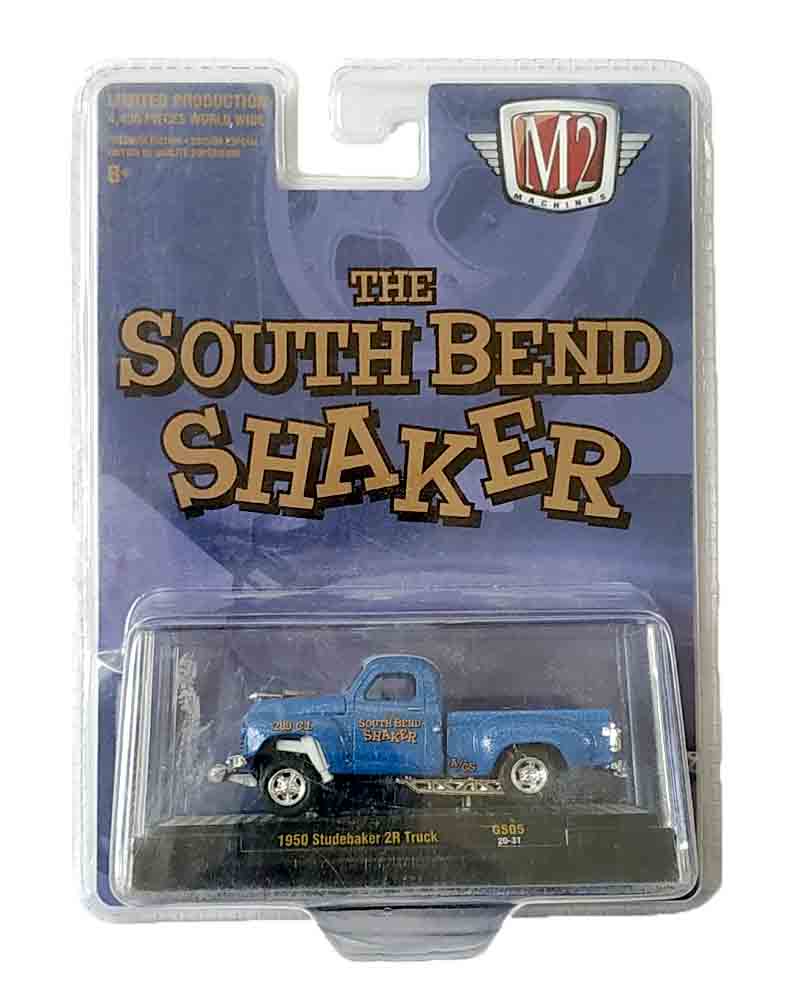 LIMITED PRODUCTION
PIECES WORLD WIDE
8+
M2
MACHINES
THE
SOUTH BEND
SHAKER
289 C.I.
SOUTH BEND
SHAKER
A/GS
1950 Studebaker 2R Truck
GS05
20-31